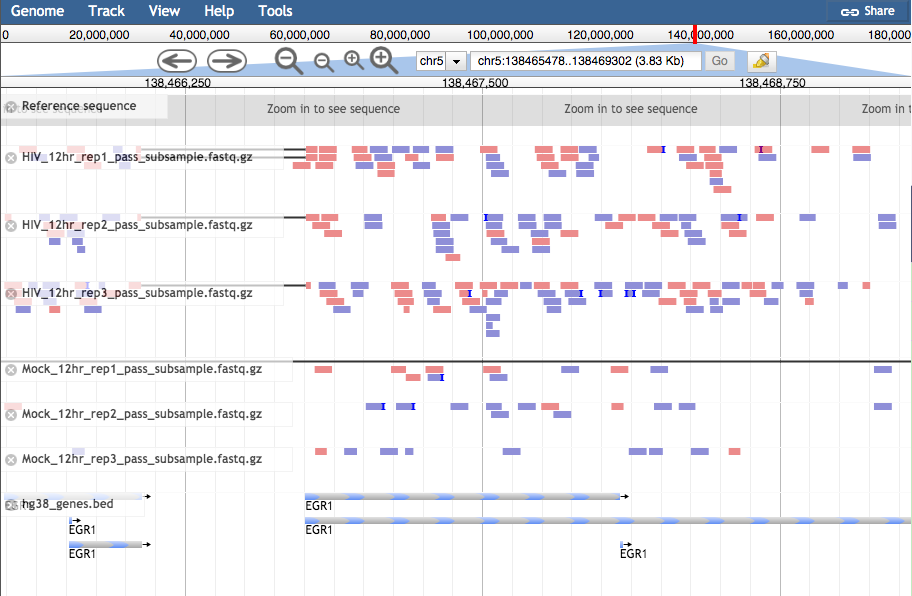 Genome Track View Help Tools Share
0 20,000,000 40,000,000 60,000,000 80,000,000 100,000,000 120,000,000 140,000,000 160,000,000 180,000
chr5 chr5:138465478..138469302 (3.83 Kb) Go
138,466,250 138,467,500 138,468,750
Reference sequence Zoom in to see sequence Zoom in to see sequence Zoom in t
HIV_12hr_rep1_pass_subsample.fastq.gz
HIV_12hr_rep2_pass_subsample.fastq.gz
HIV_12hr_rep3_pass_subsample.fastq.gz
Mock_12hr_rep1_pass_subsample.fastq.gz
Mock_12hr_rep2_pass_subsample.fastq.gz
Mock_12hr_rep3_pass_subsample.fastq.gz
hg38_genes.bed EGR1
EGR1 EGR1
EGR1 EGR1